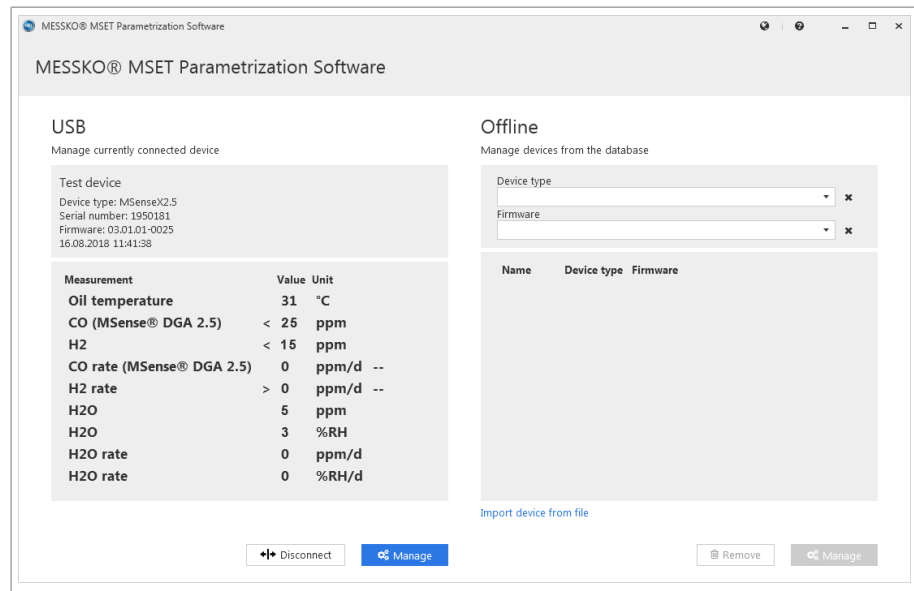 MESSKO® MSET Parametrization Software
MESSKO® MSET Parametrization Software
USB
Manage currently connected device
Test device
Device type: MSenseX2.5
Serial number: 1950181
Firmware: 03.01.01-0025
16.08.2018 11:41:38
Measurement Value Unit
Oil temperature 31 °C
CO (MSense® DGA 2.5) < 25 ppm
H2 < 15 ppm
CO rate (MSense® DGA 2.5) 0 ppm/d --
H2 rate > 0 ppm/d --
H2O 5 ppm
H2O 3 %RH
H2O rate 0 ppm/d
H2O rate 0 %RH/d
Disconnect
Manage
Offline
Manage devices from the database
Device type
Firmware
Name Device type Firmware
Import device from file
Remove
Manage